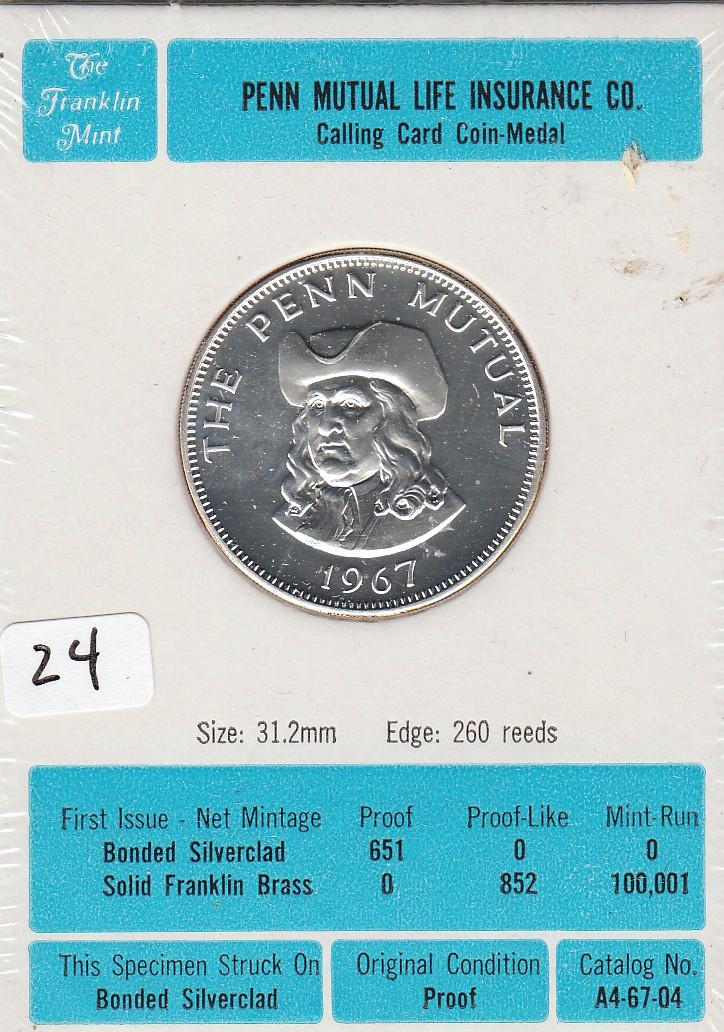 The
Franklin
Mint
PENN MUTUAL LIFE INSURANCE CO.
Calling Card Coin-Medal
THE PENN MUTUAL
1967
24
Size: 31.2mm Edge: 260 reeds
First Issue - Net Mintage Proof Proof-Like Mint-Run
Bonded Silverclad 651 0 0
Solid Franklin Brass 0 852 100,001
This Specimen Struck On
Bonded Silverclad
Original Condition
Proof
Catalog No.
A4-67-04